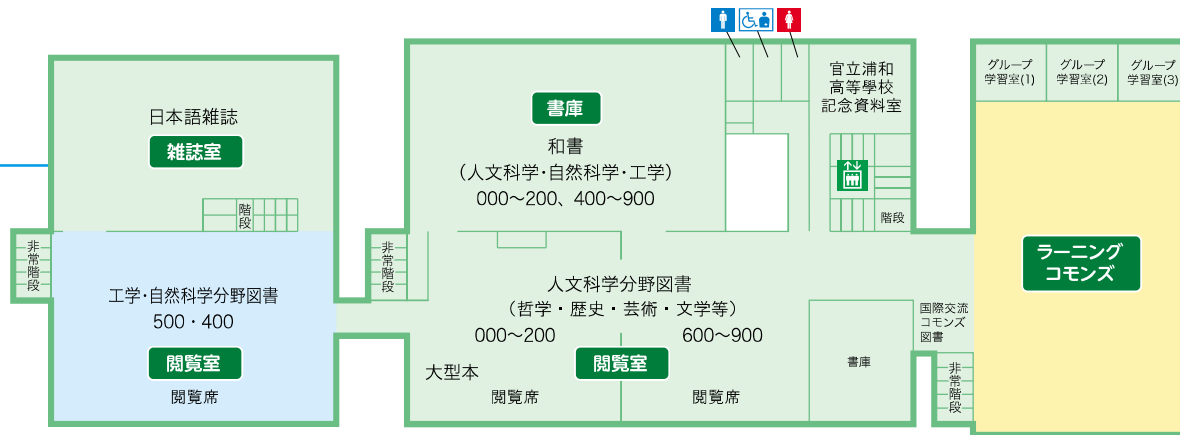 日本語雑誌
雑誌室
階段
非常階段
工学・自然科学分野図書
500・400
閲覧室
閲覧席
書庫
和書
(人文科学・自然科学・工学)
000〜200、400〜900
官立浦和
高等學校
記念資料室
階段
非常階段
人文科学分野図書
(哲学・歴史・芸術・文学等)
000〜200
600〜900
大型本
閲覧室
閲覧席
閲覧席
書庫
国際交流
コモンズ
図書
非常階段
グループ
学習室(1)
グループ
学習室(2)
グループ
学習室(3)
ラーニング
コモンズ